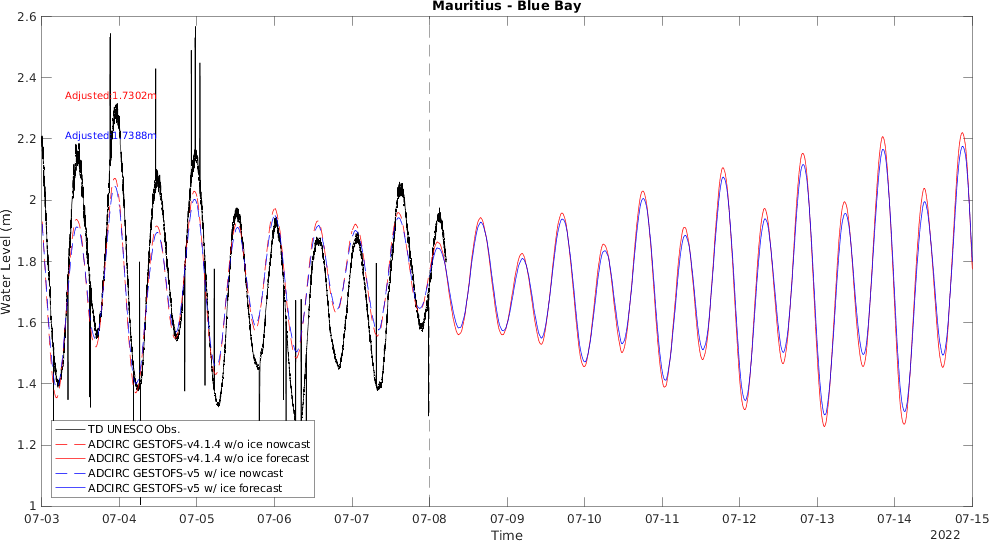 Mauritius - Blue Bay
2.6
2.4
2.2
2
1.8
1.6
1.4
1.2
1
Water Level (m)
Adjusted 1.7302m
Adjusted 1.7388m
TD UNESCO Obs.
ADCIRC GESTOFS-v4.1.4 w/o ice nowcast
ADCIRC GESTOFS-v4.1.4 w/o ice forecast
ADCIRC GESTOFS-v5 w/ ice nowcast
ADCIRC GESTOFS-v5 w/ ice forecast
07-03 07-04 07-05 07-06 07-07 07-08 07-09 07-10 07-11 07-12 07-13 07-14 07-15
Time
2022